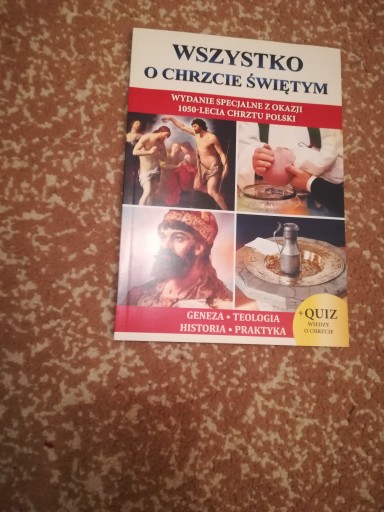 WSZYSTKO
O CHRZCIE ŚWIĘTYM
WYDANIE SPECJALNE Z OKAZJI
1050-LECIA CHRZTU POLSKI
GENEZA • TEOLOGIA
HISTORIA • PRAKTYKA
+ QUIZ
WIEDZY
O CHRZCIE